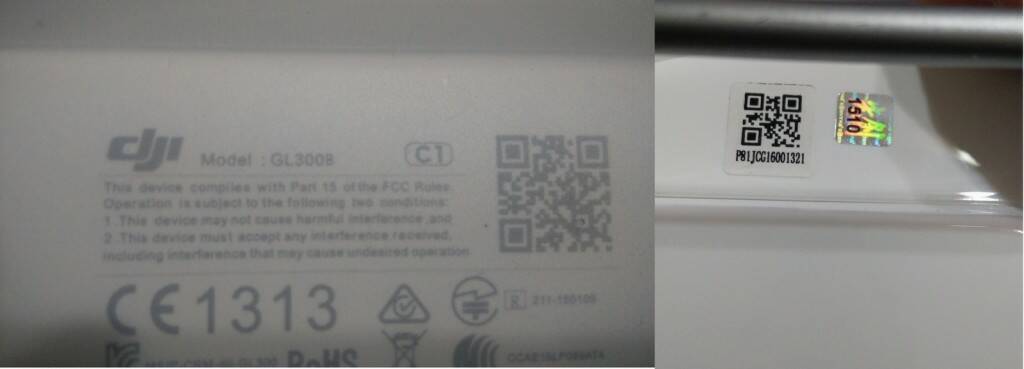 dji Model : GL300B C1
This device complies with Part 15 of the FCC Rules.
Operation is subject to the following two conditions:
1 .This device may not cause harmful interference ,and
2 .This device must accept any interference received,
including interference that may cause undesired operation
CE1313
R 211-150105
RoHS
P81JCG16001321
1510